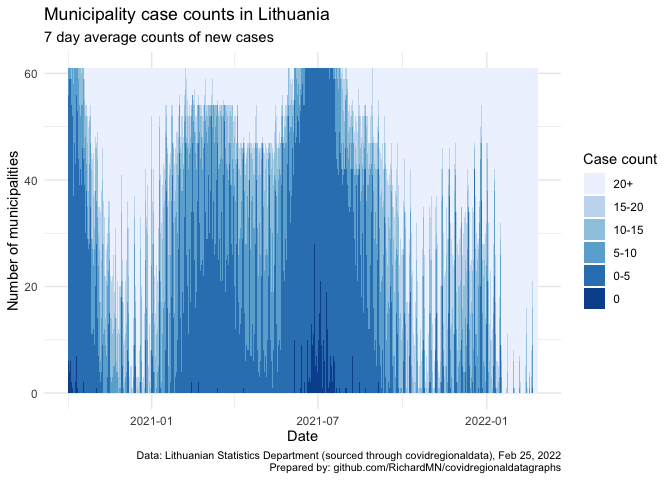 Municipality case counts in Lithuania
7 day average counts of new cases
Number of municipalities
60
40
20
0
2021-01
2021-07
2022-01
Date
Case count
20+
15-20
10-15
5-10
0-5
0
Data: Lithuanian Statistics Department (sourced through covidregionaldata), Feb 25, 2022
Prepared by: github.com/RichardMN/covidregionaldatagraphs